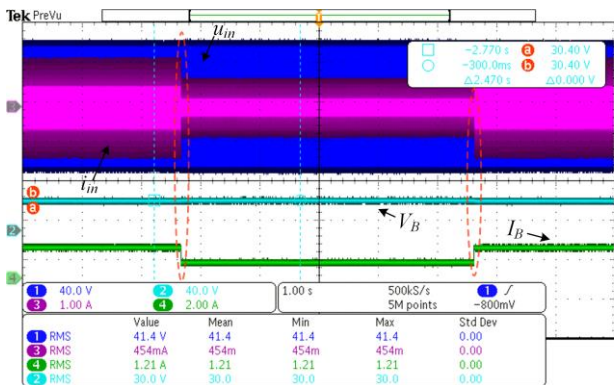 Tek PreVu
u_in
−2.770 s a 30.40 V
−300.0ms b 30.40 V
△2.470 s △0.000 V
3
i_in
b
a
2
V_B
I_B
4
1 40.0 V 2 40.0 V 1.00 s 500kS/s 1
3 1.00 A 4 2.00 A 5M points −800mV
Value Mean Min Max Std Dev
1 RMS 41.4 V 41.4 41.4 41.4 0.00
3 RMS 454mA 454m 454m 454m 0.00
4 RMS 1.21 A 1.21 1.21 1.21 0.00
2 RMS 30.0 V 30.0 30.0 30.0 0.00